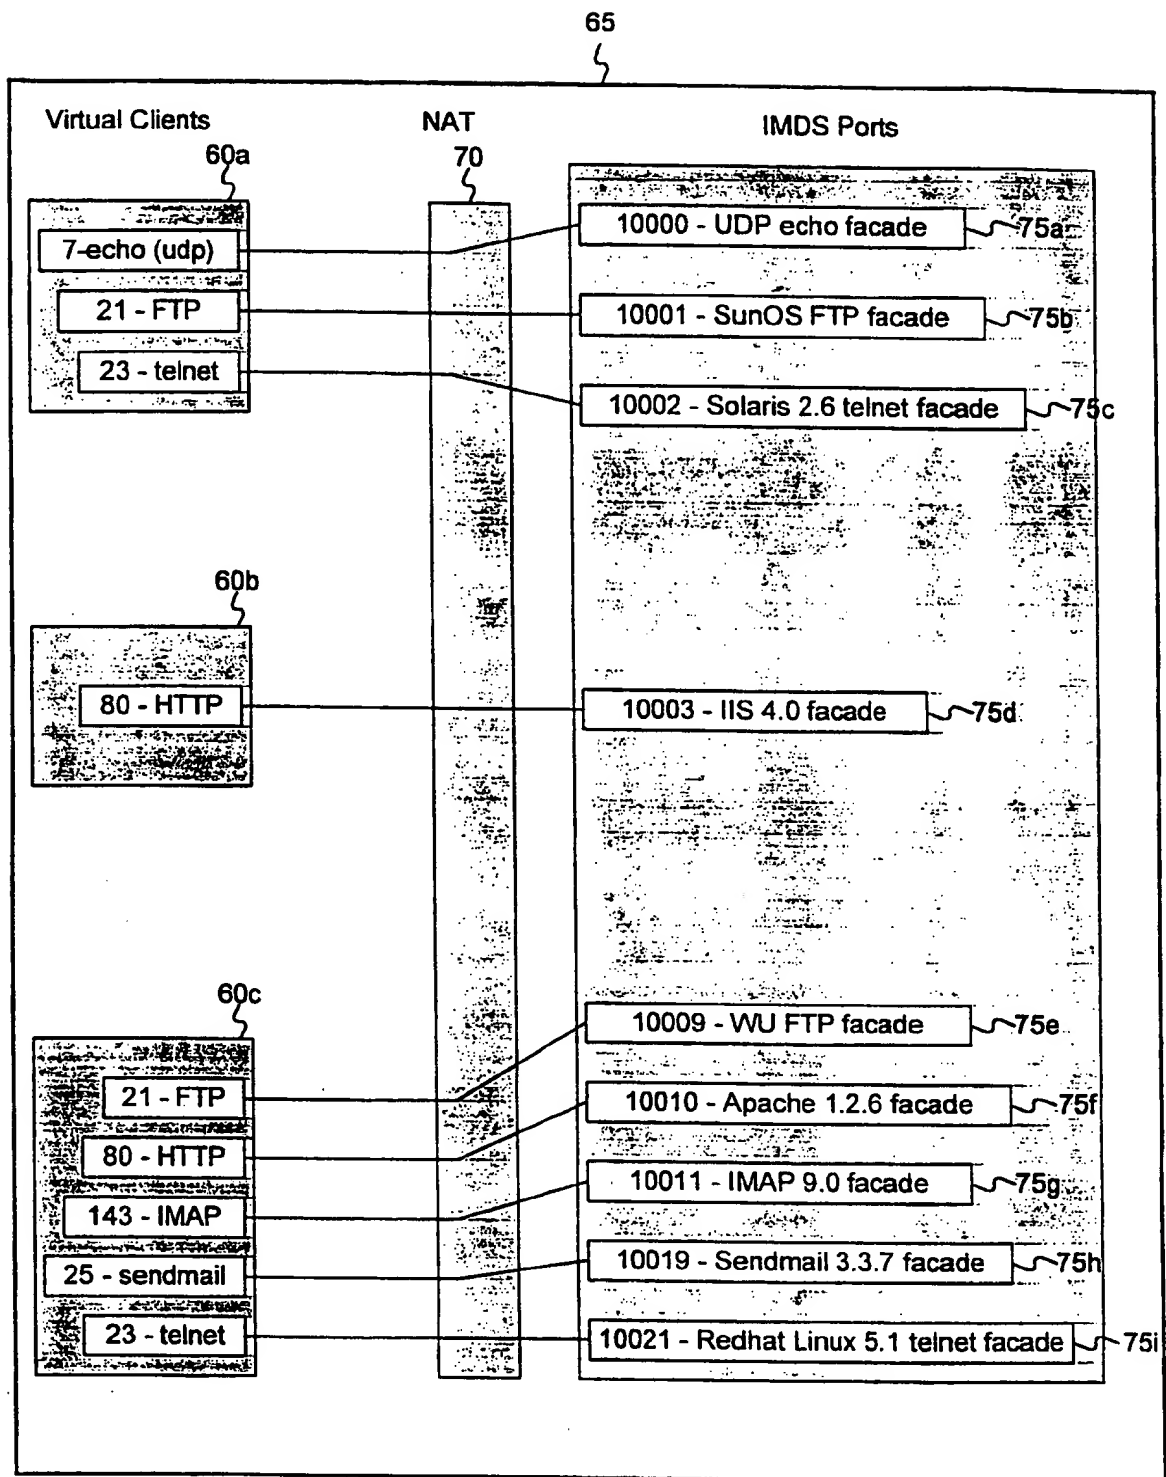 65
Virtual Clients
NAT
IMDS Ports
60a
70
7-echo (udp)
21 - FTP
23 - telnet
10000 - UDP echo facade
75a
10001 - SunOS FTP facade
75b
10002 - Solaris 2.6 telnet facade
75c
60b
80 - HTTP
10003 - IIS 4.0 facade
75d
60c
21 - FTP
80 - HTTP
143 - IMAP
25 - sendmail
23 - telnet
10009 - WU FTP facade
75e
10010 - Apache 1.2.6 facade
75f
10011 - IMAP 9.0 facade
75g
10019 - Sendmail 3.3.7 facade
75h
10021 - Redhat Linux 5.1 telnet facade
75i